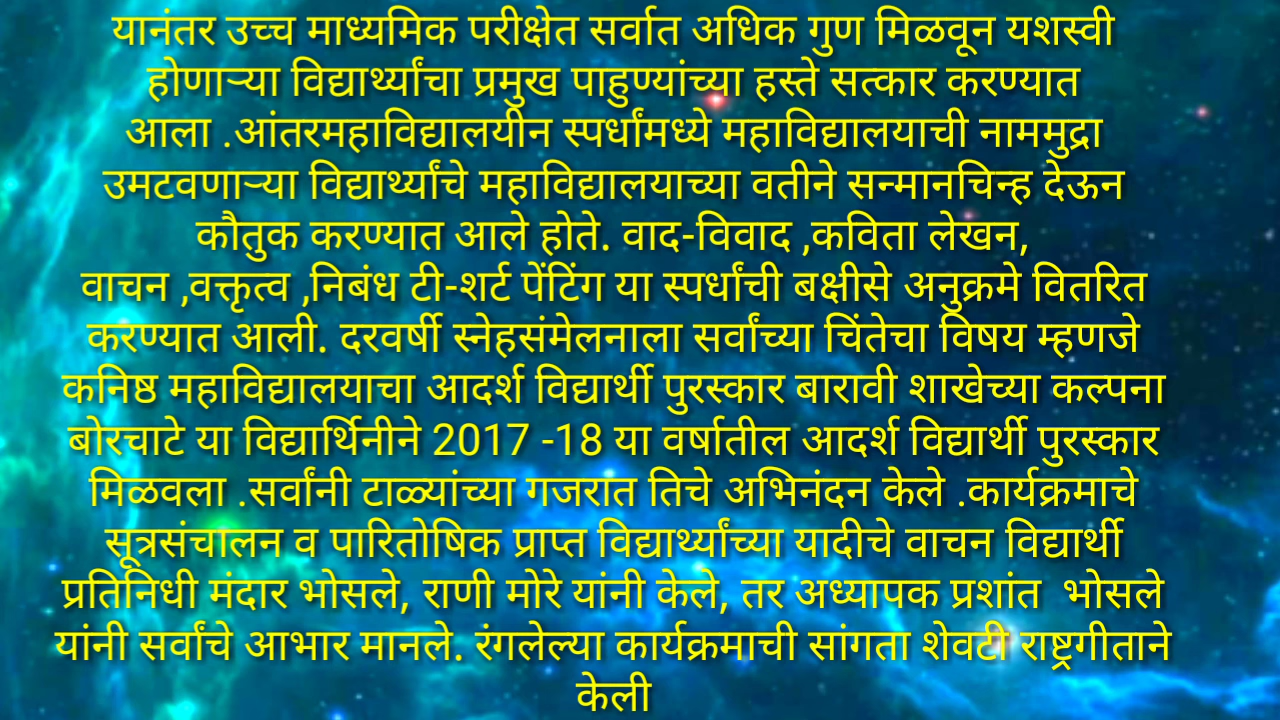 यानंतर उच्च माध्यमिक परीक्षेत सर्वात अधिक गुण मिळवून यशस्वी
होणाऱ्या विद्यार्थ्यांचा प्रमुख पाहुण्यांच्या हस्ते सत्कार करण्यात
आला .आंतरमहाविद्यालयीन स्पर्धांमध्ये महाविद्यालयाची नाममुद्रा
उमटवणाऱ्या विद्यार्थ्यांचे महाविद्यालयाच्या वतीने सन्मानचिन्ह देऊन
कौतुक करण्यात आले होते. वाद-विवाद ,कविता लेखन,
वाचन ,वक्तृत्व ,निबंध टी-शर्ट पेंटिंग या स्पर्धांची बक्षीसे अनुक्रमे वितरित
करण्यात आली. दरवर्षी स्नेहसंमेलनाला सर्वांच्या चिंतेचा विषय म्हणजे
कनिष्ठ महाविद्यालयाचा आदर्श विद्यार्थी पुरस्कार बारावी शाखेच्या कल्पना
बोरचाटे या विद्यार्थिनीने 2017 -18 या वर्षातील आदर्श विद्यार्थी पुरस्कार
मिळवला .सर्वांनी टाळ्यांच्या गजरात तिचे अभिनंदन केले .कार्यक्रमाचे
सूत्रसंचालन व पारितोषिक प्राप्त विद्यार्थ्यांच्या यादीचे वाचन विद्यार्थी
प्रतिनिधी मंदार भोसले, राणी मोरे यांनी केले, तर अध्यापक प्रशांत  भोसले
यांनी सर्वांचे आभार मानले. रंगलेल्या कार्यक्रमाची सांगता शेवटी राष्ट्रगीताने
केली